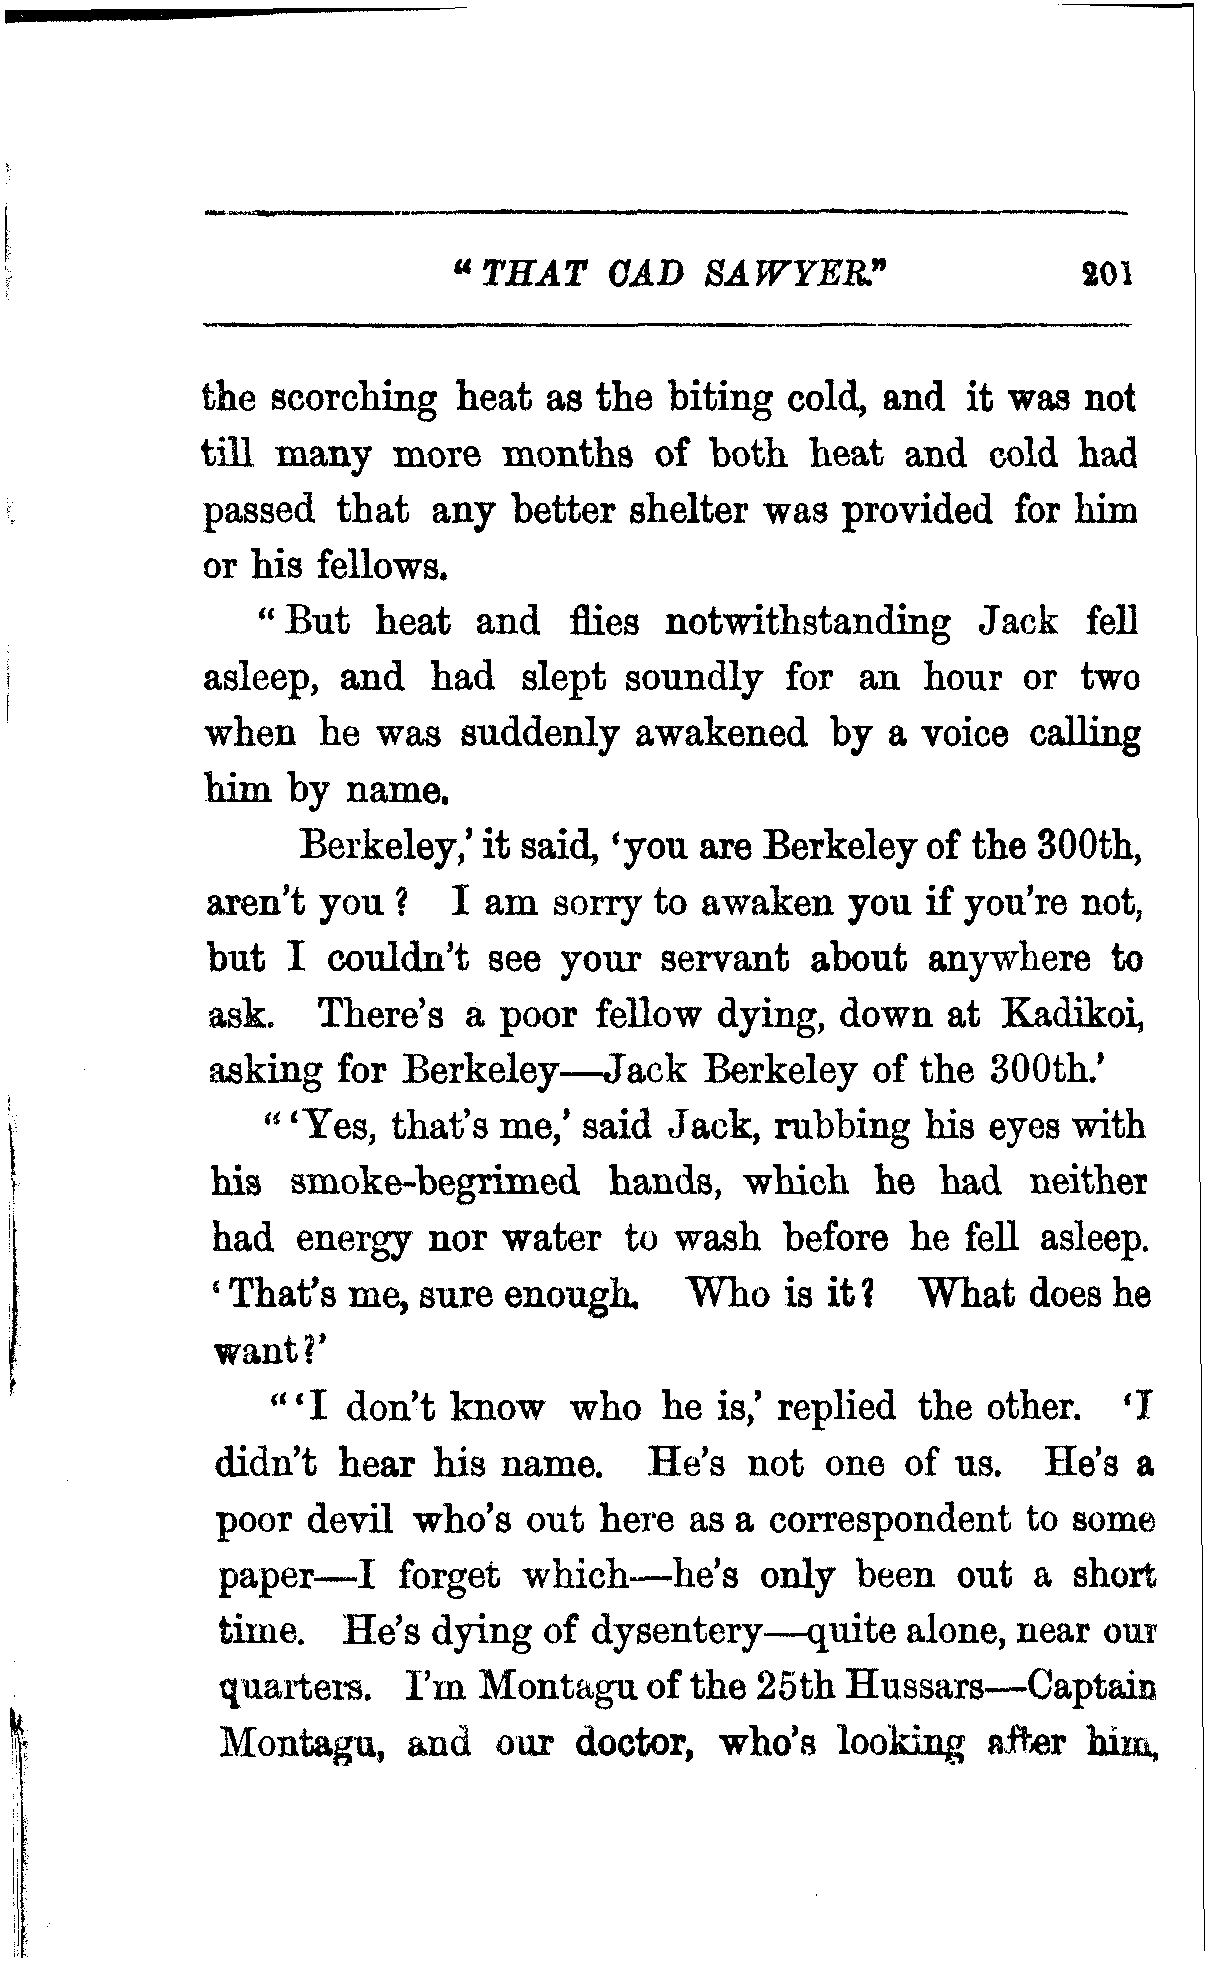 “THAT CAD SAWYER.” 201
the scorching heat as the biting cold, and it was not
till many more months of both heat and cold had
passed that any better shelter was provided for him
or his fellows.
“But heat and flies notwithstanding Jack fell
asleep, and had slept soundly for an hour or two
when he was suddenly awakened by a voice calling
him by name.
Berkeley,’ it said, ‘you are Berkeley of the 300th,
aren’t you? I am sorry to awaken you if you’re not,
but I couldn’t see your servant about anywhere to
ask. There’s a poor fellow dying, down at Kadikoi,
asking for Berkeley—Jack Berkeley of the 300th.’
“‘Yes, that’s me,’ said Jack, rubbing his eyes with
his smoke-begrimed hands, which he had neither
had energy nor water to wash before he fell asleep.
‘That’s me, sure enough. Who is it? What does he
want?’
“‘I don’t know who he is,’ replied the other. ‘I
didn’t hear his name. He’s not one of us. He’s a
poor devil who’s out here as a correspondent to some
paper—I forget which—he’s only been out a short
time. He’s dying of dysentery—quite alone, near our
quarters. I’m Montagu of the 25th Hussars—Captain
Montagu, and our doctor, who’s looking after him,